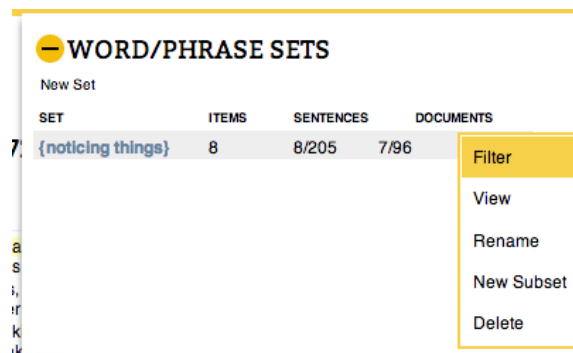 WORD/PHRASE SETS
New Set
SET ITEMS SENTENCES DOCUMENTS
{noticing things} 8 8/205 7/96
Filter
View
Rename
New Subset
Delete